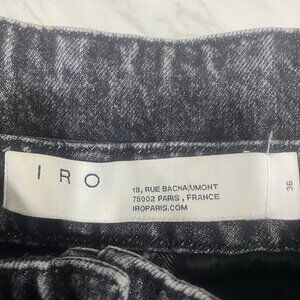 IRO
19, RUE BACHAUMONT
75002 PARIS, FRANCE
IROPARIS.COM
36